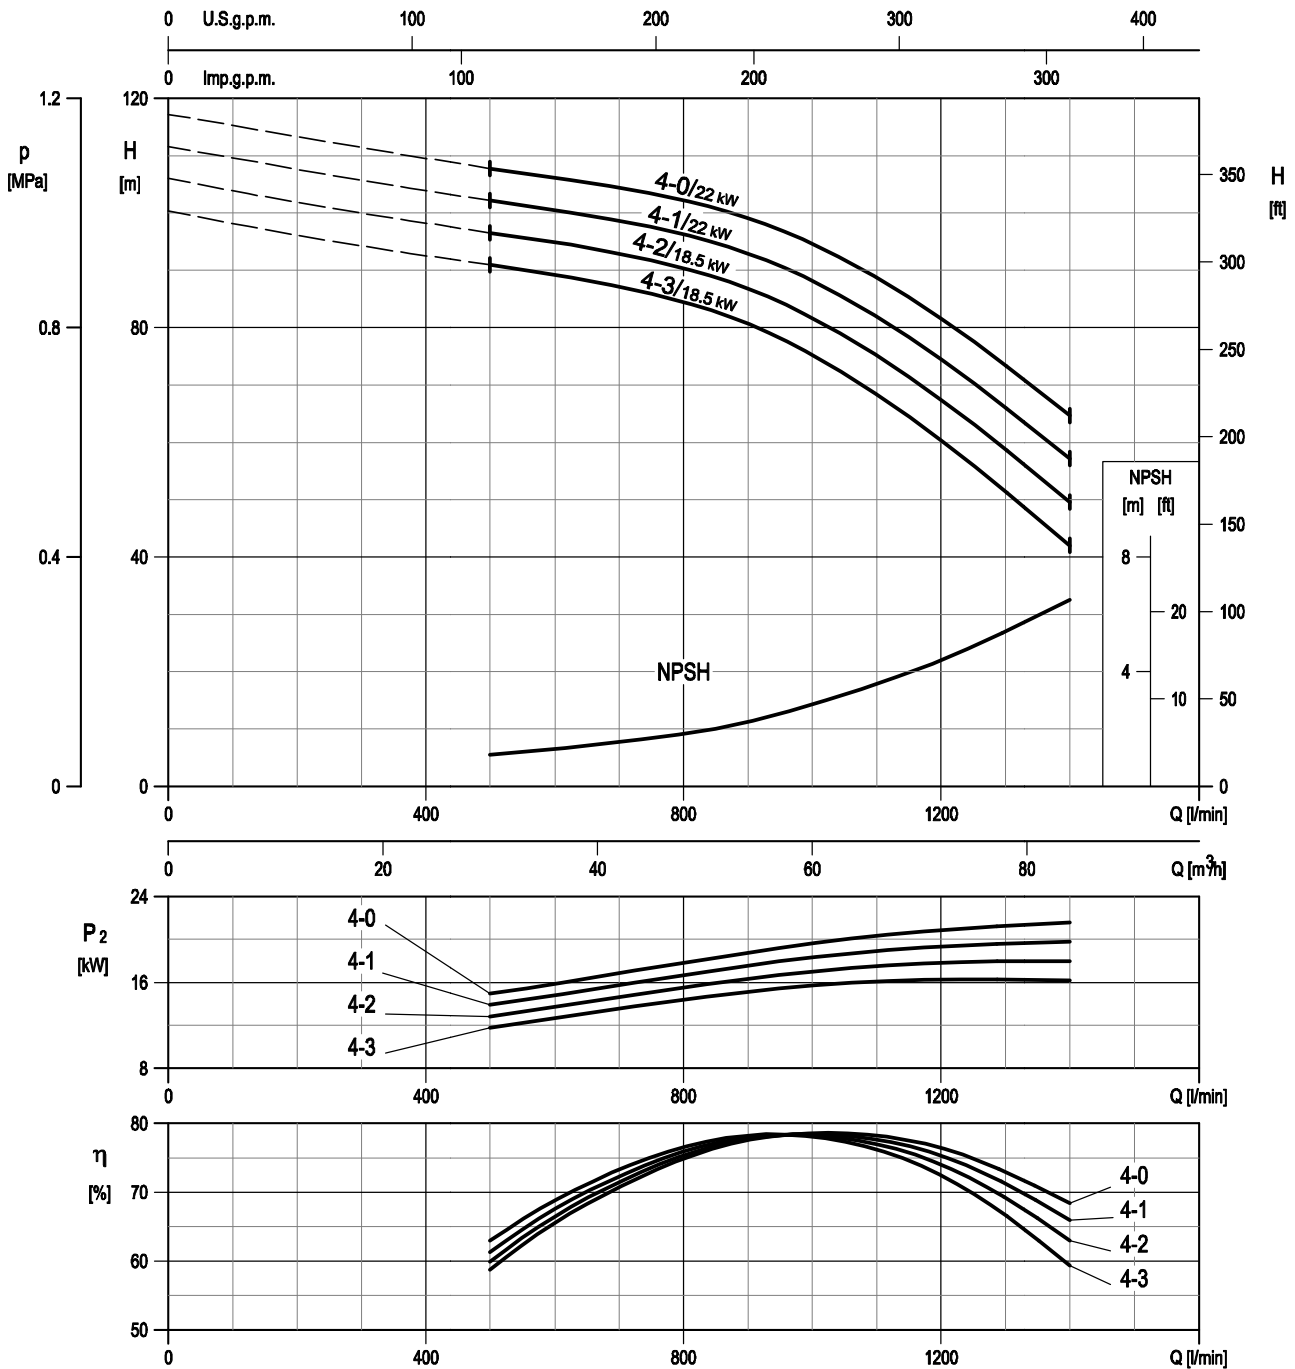 0 U.S.g.p.m. 100 200 300 400
0 Imp.g.p.m. 100 200 300
1.2 120
p H
[MPa] [m]
350 H
[ft]
4-0/22 kW
4-1/22 kW
4-2/18.5 kW
4-3/18.5 kW
300
0.8 80
250
200
NPSH
[m] [ft]
150
0.4 40 8
20 100
NPSH 4
10 50
0 0 0
0 400 800 1200 Q [l/min]
0 20 40 60 80 Q [m³/h]
24
P2
[kW]
4-0
4-1
16
4-2
4-3
8
0 400 800 1200 Q [l/min]
80
η
[%]
70
4-0
4-1
4-2
60
4-3
50
0 400 800 1200 Q [l/min]